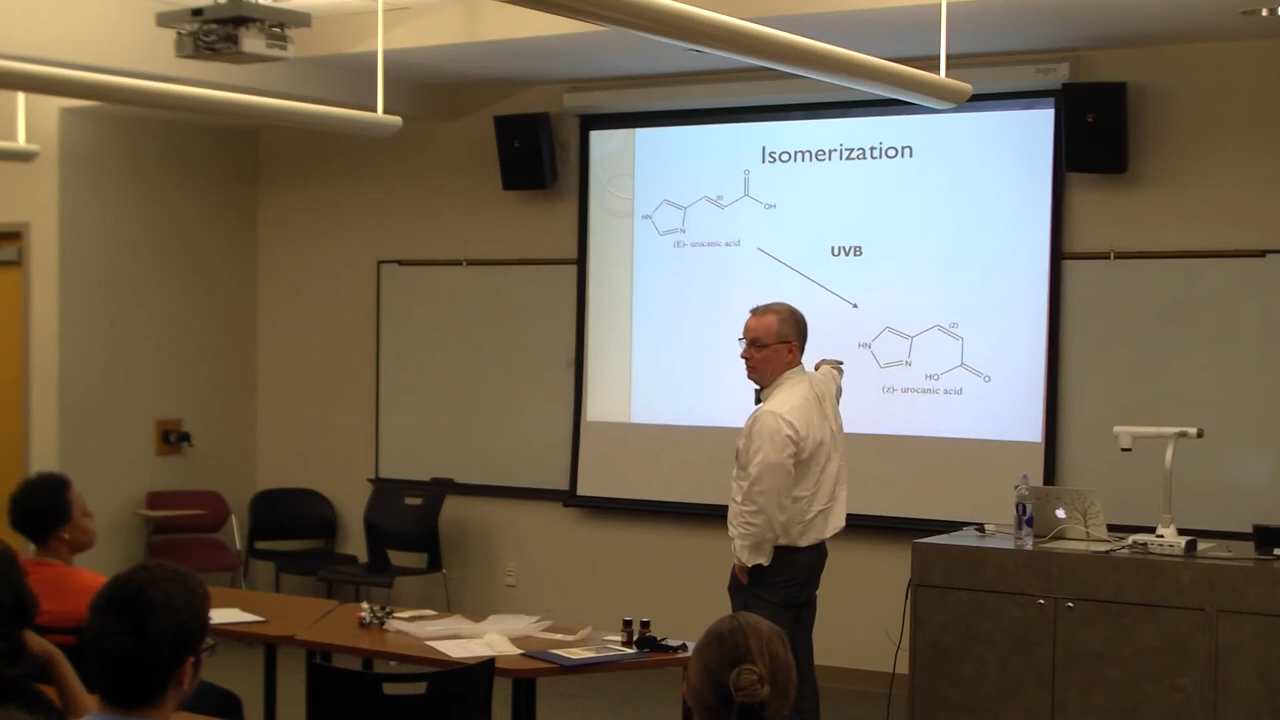 Isomerization
O
(E)
OH
HN
N
(E)- urocanic acid
UVB
(Z)
HN
N
HO
O
(z)- urocanic acid